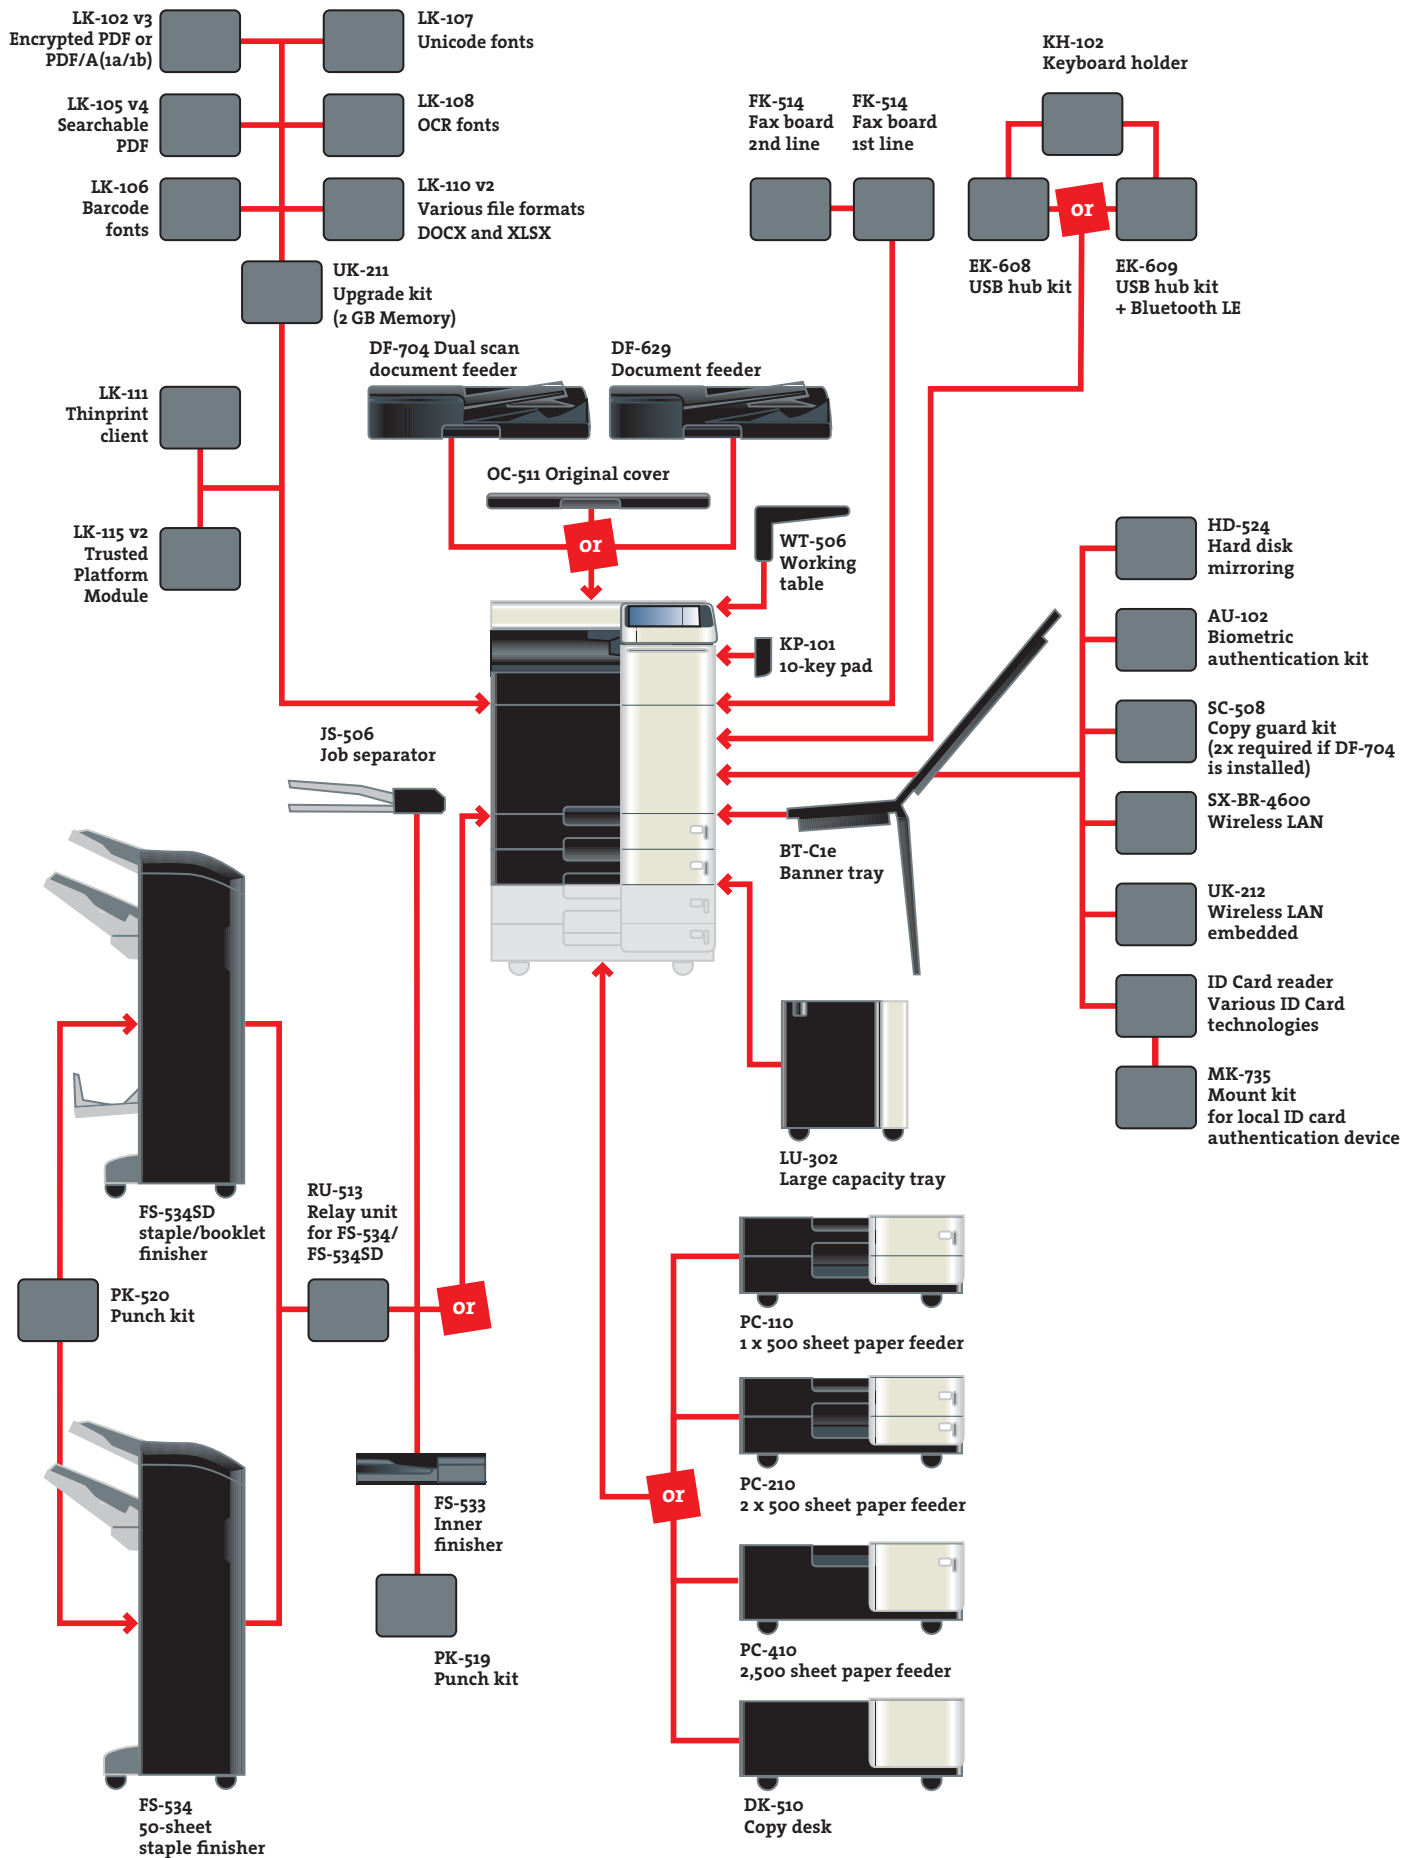 LK-102 v3
Encrypted PDF or
PDF/A(1a/1b)
LK-107
Unicode fonts
LK-105 v4
Searchable
PDF
LK-108
OCR fonts
LK-106
Barcode
fonts
LK-110 v2
Various file formats
DOCX and XLSX
UK-211
Upgrade kit
(2 GB Memory)
LK-111
Thinprint
client
LK-115 v2
Trusted
Platform
Module
KH-102
Keyboard holder
FK-514
Fax board
2nd line
FK-514
Fax board
1st line
or
EK-608
USB hub kit
EK-609
USB hub kit
+ Bluetooth LE
DF-704 Dual scan
document feeder
DF-629
Document feeder
OC-511 Original cover
or
WT-506
Working
table
KP-101
10-key pad
HD-524
Hard disk
mirroring
AU-102
Biometric
authentication kit
SC-508
Copy guard kit
(2x required if DF-704
is installed)
SX-BR-4600
Wireless LAN
UK-212
Wireless LAN
embedded
ID Card reader
Various ID Card
technologies
MK-735
Mount kit
for local ID card
authentication device
JS-506
Job separator
BT-C1e
Banner tray
LU-302
Large capacity tray
FS-534SD
staple/booklet
finisher
RU-513
Relay unit
for FS-534/
FS-534SD
PK-520
Punch kit
or
PC-110
1 x 500 sheet paper feeder
PC-210
2 x 500 sheet paper feeder
or
FS-533
Inner
finisher
PC-410
2,500 sheet paper feeder
PK-519
Punch kit
DK-510
Copy desk
FS-534
50-sheet
staple finisher